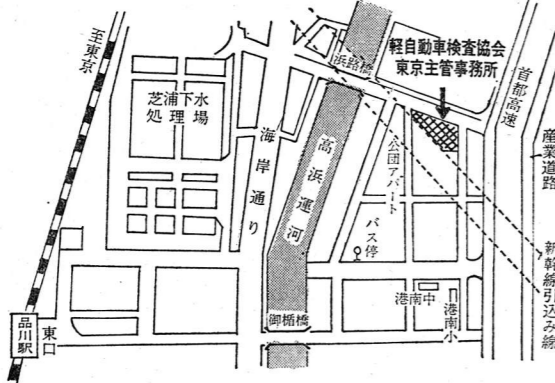 至東京
芝浦下水
処理場
海岸通り
高浜運河
浜路橋
軽自動車検査協会
東京主管事務所
首都高速
産業道路
公団アパート
バス停
新幹線引込み線
港南中
港南小
御楯橋
品川駅
東口